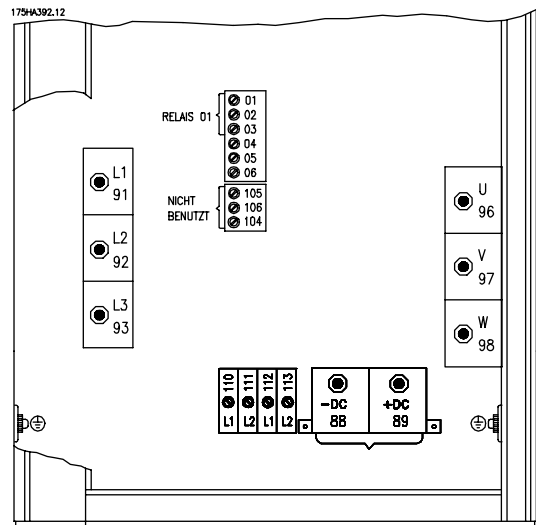 175HA392.12
RELAIS 01
01
02
03
04
05
06
NICHT
BENUTZT
105
106
104
L1
91
L2
92
L3
93
U
96
V
97
W
98
110
111
112
113
L1
L2
L1
L2
-DC
88
+DC
89